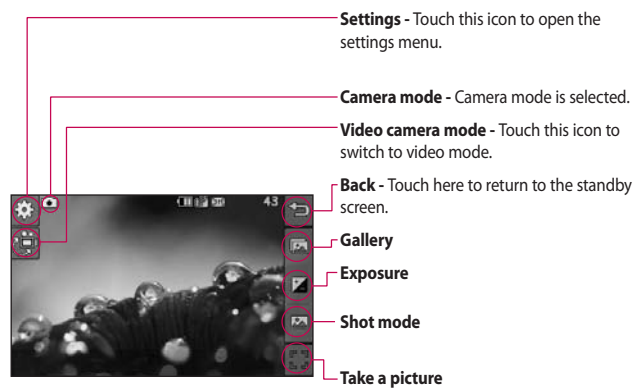 Settings - Touch this icon to open the
settings menu.
Camera mode - Camera mode is selected.
Video camera mode - Touch this icon to
switch to video mode.
Back - Touch here to return to the standby
screen.
43
Gallery
Exposure
Shot mode
Take a picture